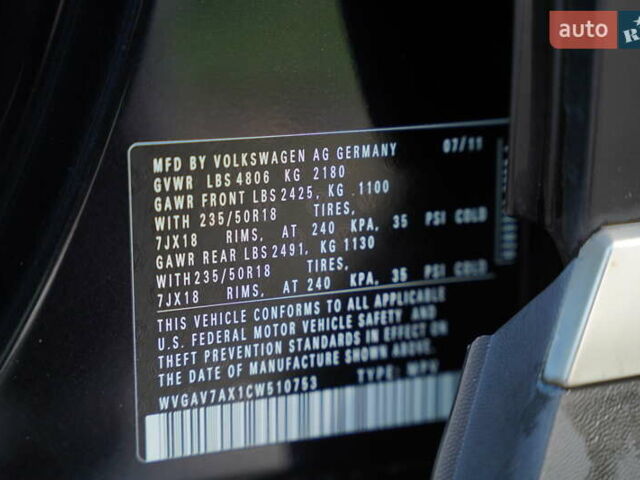 auto
R
MFD BY VOLKSWAGEN AG GERMANY 07/11
GVWR LBS 4806 KG 2180
GAWR FRONT LBS 2425, KG 1100
WITH 235/50R18 TIRES,
7JX18 RIMS, AT 240 KPA, 35 PSI COLD
GAWR REAR LBS 2491, KG 1130
WITH235/50R18 TIRES,
7JX18 RIMS, AT 240 KPA, 35 PSI COLD
THIS VEHICLE CONFORMS TO ALL APPLICABLE
U.S. FEDERAL MOTOR VEHICLE SAFETY AND
THEFT PREVENTION STANDARDS IN EFFECT ON
THE DATE OF MANUFACTURE SHOWN ABOVE.
WVGAV7AX1CW510753 TYPE: MPV